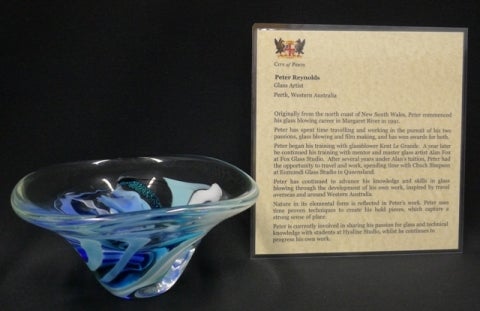 CITY of PERTH
Peter Reynolds
Glass Artist
Perth, Western Australia
Originally from the north coast of New South Wales, Peter commenced
his glass blowing career in Margaret River in 1991.
Peter has spent time travelling and working in the pursuit of his two
passions, glass blowing and film making, and has won awards for both.
Peter began his training with glassblower Kent Le Grande. A year later
he continued his training with mentor and master glass artist Alan Fox
at Fox Glass Studio. After several years under Alan's tuition, Peter had
the opportunity to travel and work, spending time with Chuck Simpson
at Eumundi Glass Studio in Queensland.
Peter has continued to advance his knowledge and skills in glass
blowing through the development of his own work, inspired by travel
overseas and around Western Australia.
Nature in its elemental form is reflected in Peter's work. Peter uses
time proven techniques to create his bold pieces, which capture a
strong sense of place.
Peter is currently involved in sharing his passion for glass and technical
knowledge with students at Hyaline Studio, whilst he continues to
progress his own work.